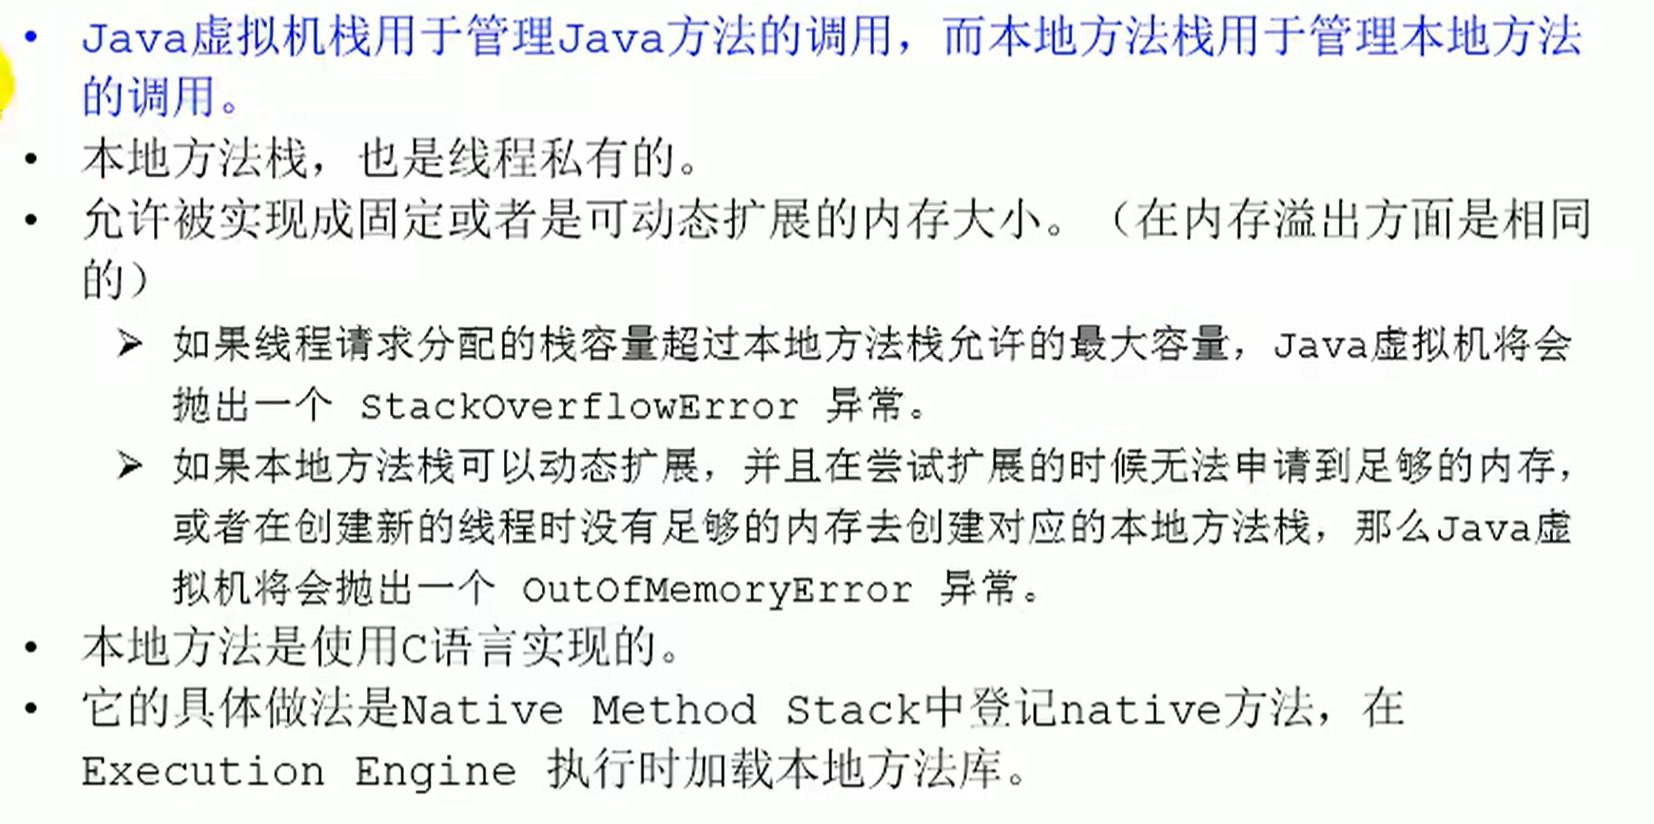 • Java虚拟机栈用于管理Java方法的调用，而本地方法栈用于管理本地方法
的调用。
• 本地方法栈，也是线程私有的。
• 允许被实现成固定或者是可动态扩展的内存大小。（在内存溢出方面是相同
的）
➢ 如果线程请求分配的栈容量超过本地方法栈允许的最大容量，Java虚拟机将会
抛出一个 StackOverflowError 异常。
➢ 如果本地方法栈可以动态扩展，并且在尝试扩展的时候无法申请到足够的内存，
或者在创建新的线程时没有足够的内存去创建对应的本地方法栈，那么Java虚
拟机将会抛出一个 OutOfMemoryError 异常。
• 本地方法是使用C语言实现的。
• 它的具体做法是Native Method Stack中登记native方法，在
Execution Engine 执行时加载本地方法库。